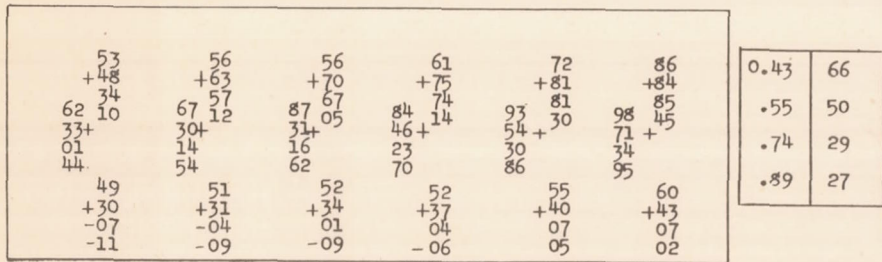 53 56 56 61 72 86
+48 +63 +70 +75 +81 +84
34 57 67 74 81 85
62 10 67 12 87 05 84 14 93 30 98 45
33+ 30+ 31+ 46+ 54+ 71+
01 14 16 23 30 34
44 54 62 70 86 95
49 51 52 52 55 60
+30 +31 +34 +37 +40 +43
-07 -04 01 04 07 07
-11 -09 -09 -06 05 02
0.43 66
.55 50
.74 29
.89 27